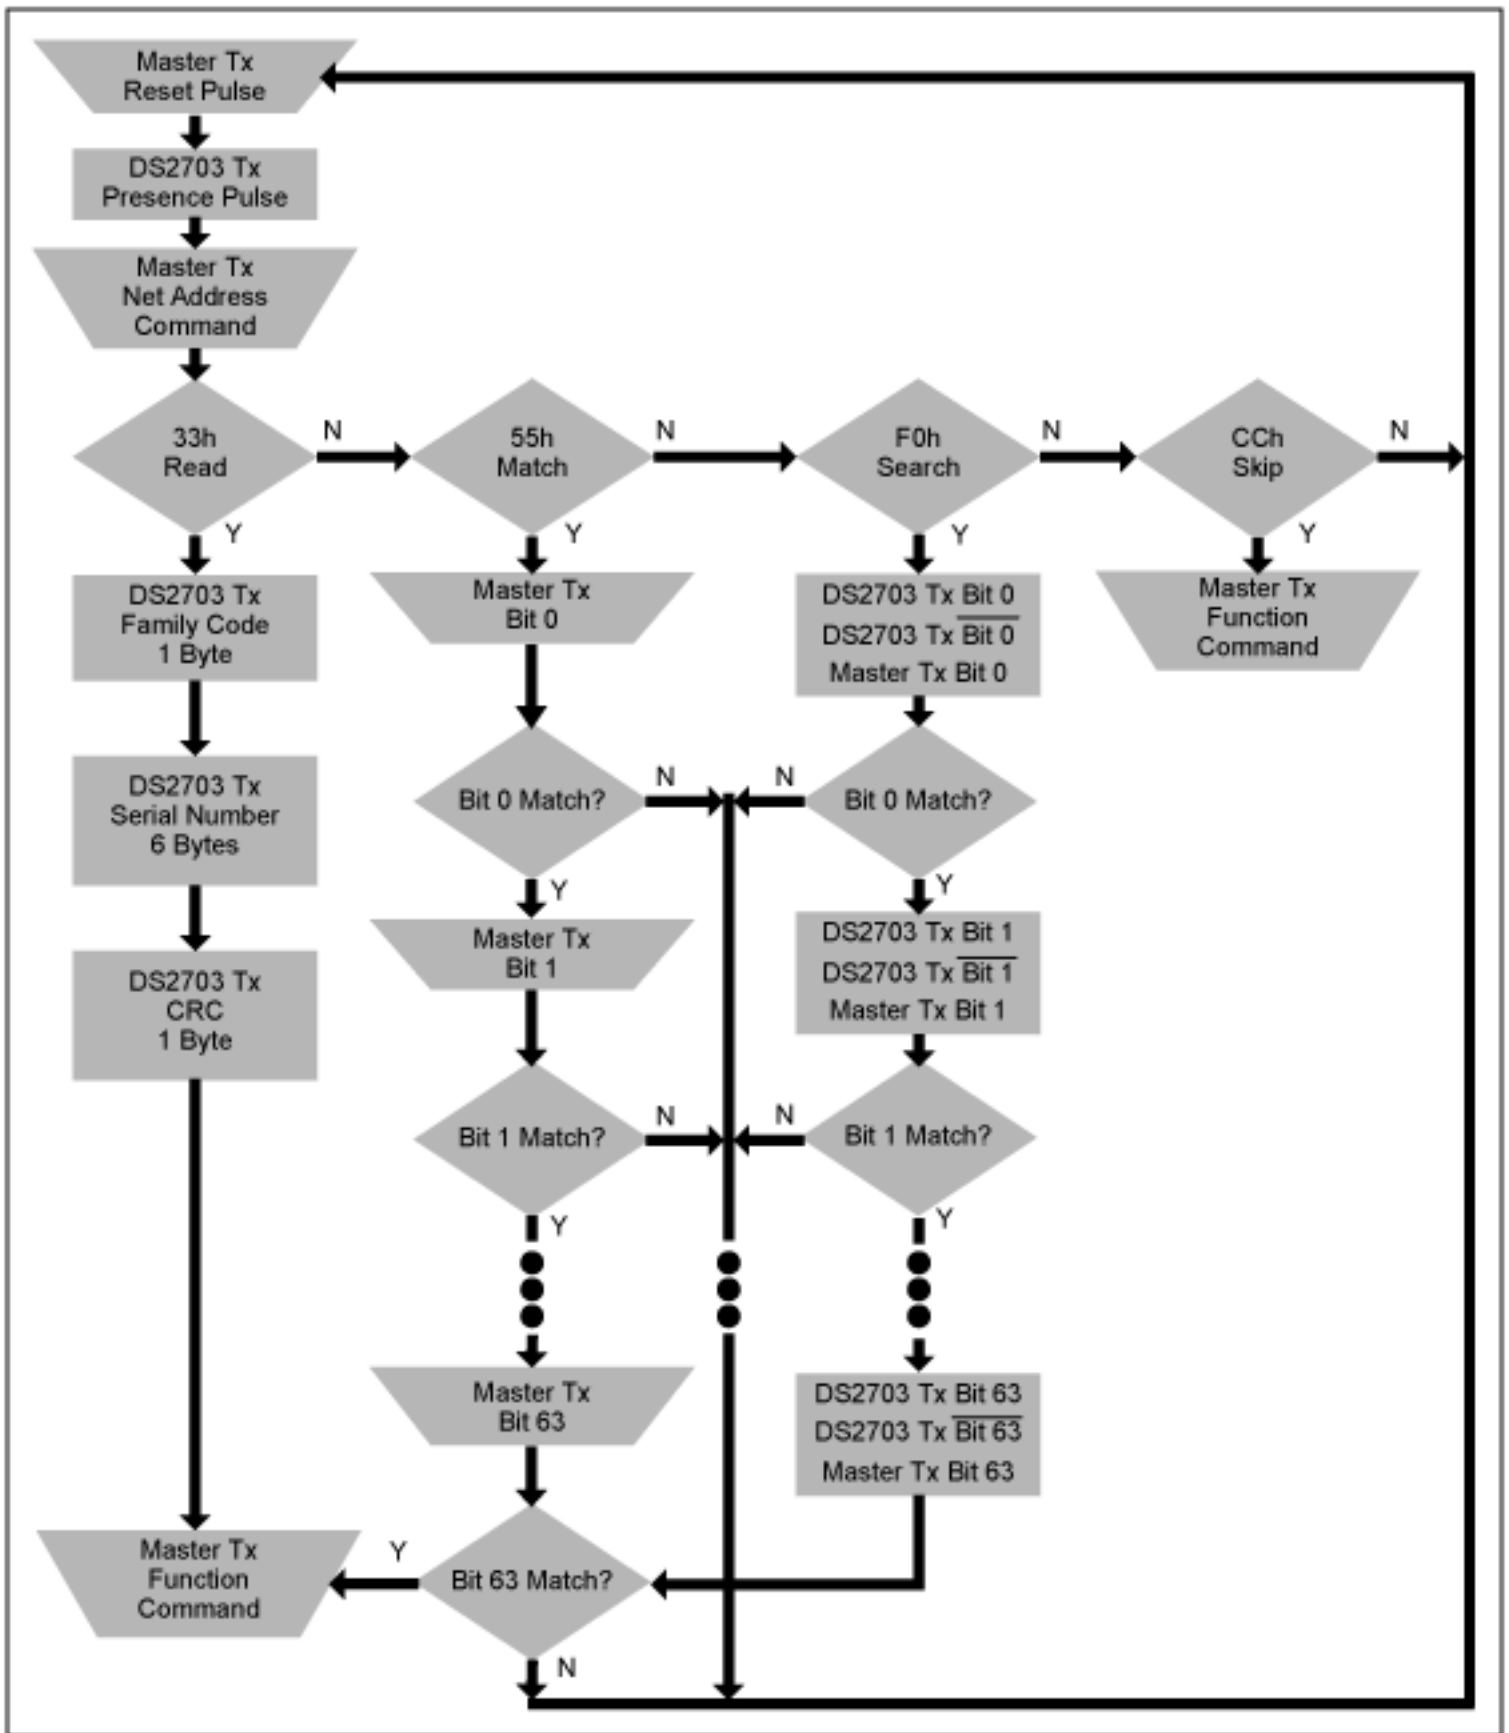 Master Tx
Reset Pulse
DS2703 Tx
Presence Pulse
Master Tx
Net Address
Command
33h
Read
N
Y
55h
Match
N
Y
F0h
Search
N
Y
CCh
Skip
N
Y
DS2703 Tx
Family Code
1 Byte
DS2703 Tx
Serial Number
6 Bytes
DS2703 Tx
CRC
1 Byte
Master Tx
Function
Command
Master Tx
Bit 0
Bit 0 Match?
N
Y
Master Tx
Bit 1
Bit 1 Match?
N
Y
Master Tx
Bit 63
Bit 63 Match?
Y
N
DS2703 Tx Bit 0
DS2703 Tx B̅i̅t̅ ̅0̅
Master Tx Bit 0
Bit 0 Match?
N
Y
DS2703 Tx Bit 1
DS2703 Tx B̅i̅t̅ ̅1̅
Master Tx Bit 1
Bit 1 Match?
N
Y
DS2703 Tx Bit 63
DS2703 Tx B̅i̅t̅ ̅6̅3̅
Master Tx Bit 63
Master Tx
Function
Command